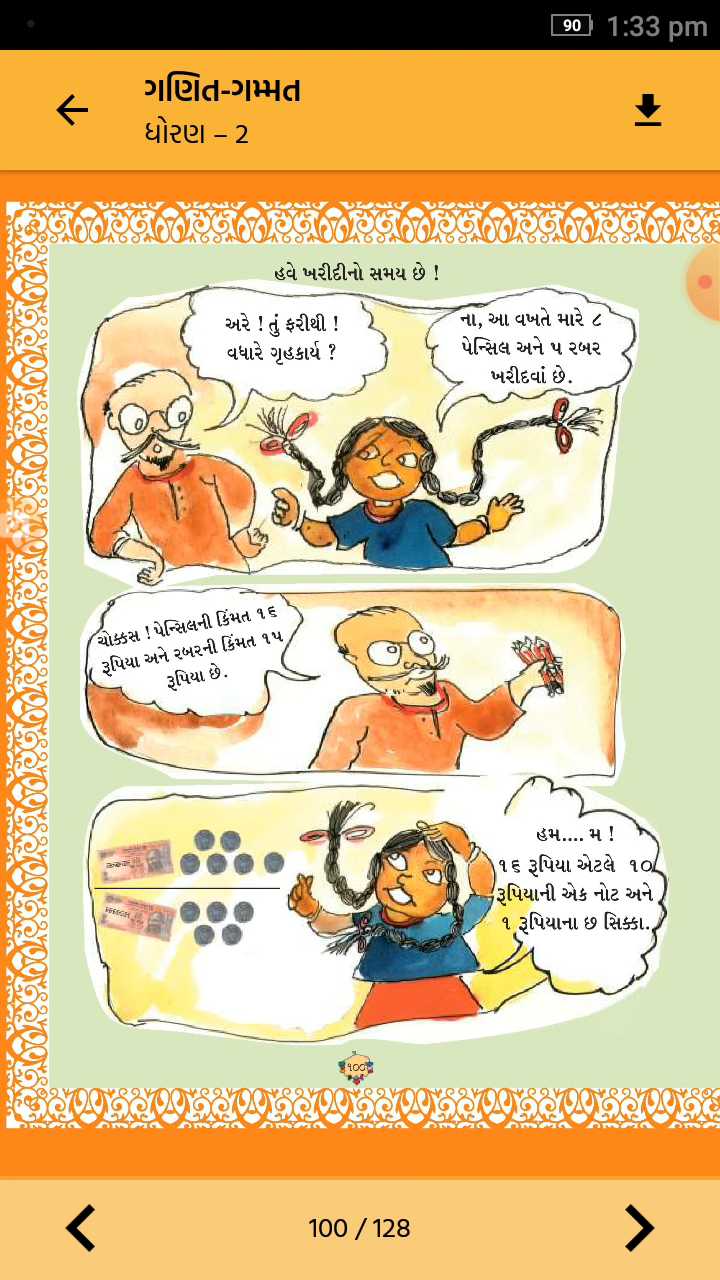 90 1:33 pm
ગણિત-ગમ્મત
ધોરણ – 2
હવે ખરીદીનો સમય છે !
અરે ! તું ફરીથી !
વધારે ગૃહકાર્ય ?
ના, આ વખતે મારે ૮
પેન્સિલ અને ૫ રબર
ખરીદવાં છે.
ચોક્કસ ! પેન્સિલની કિંમત ૧૬
રૂપિયા અને રબરની કિંમત ૧૫
રૂપિયા છે.
હમ.... મ !
૧૬ રૂપિયા એટલે ૧૦
રૂપિયાની એક નોટ અને
૧ રૂપિયાના છ સિક્કા.
૧૦૦
100 / 128